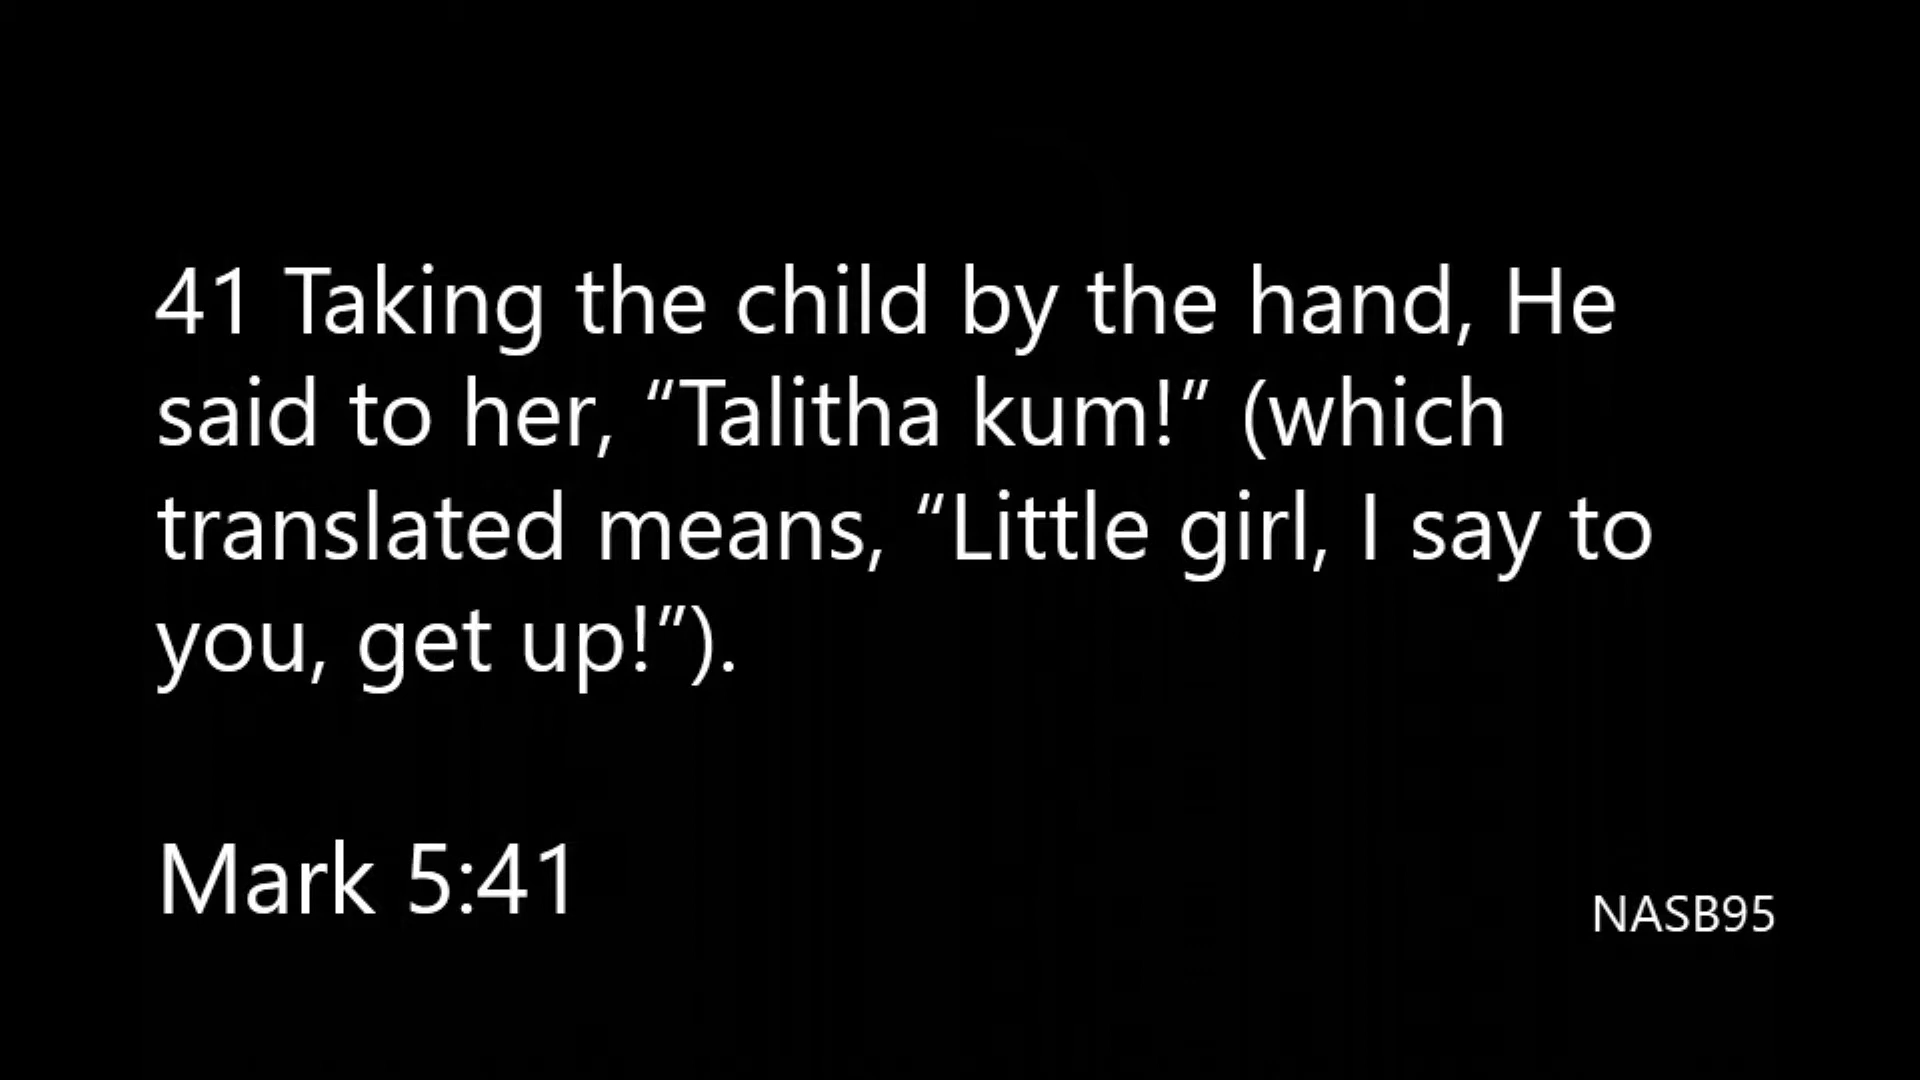 41 Taking the child by the hand, He
said to her, “Talitha kum!” (which
translated means, “Little girl, I say to
you, get up!”).
Mark 5:41
NASB95